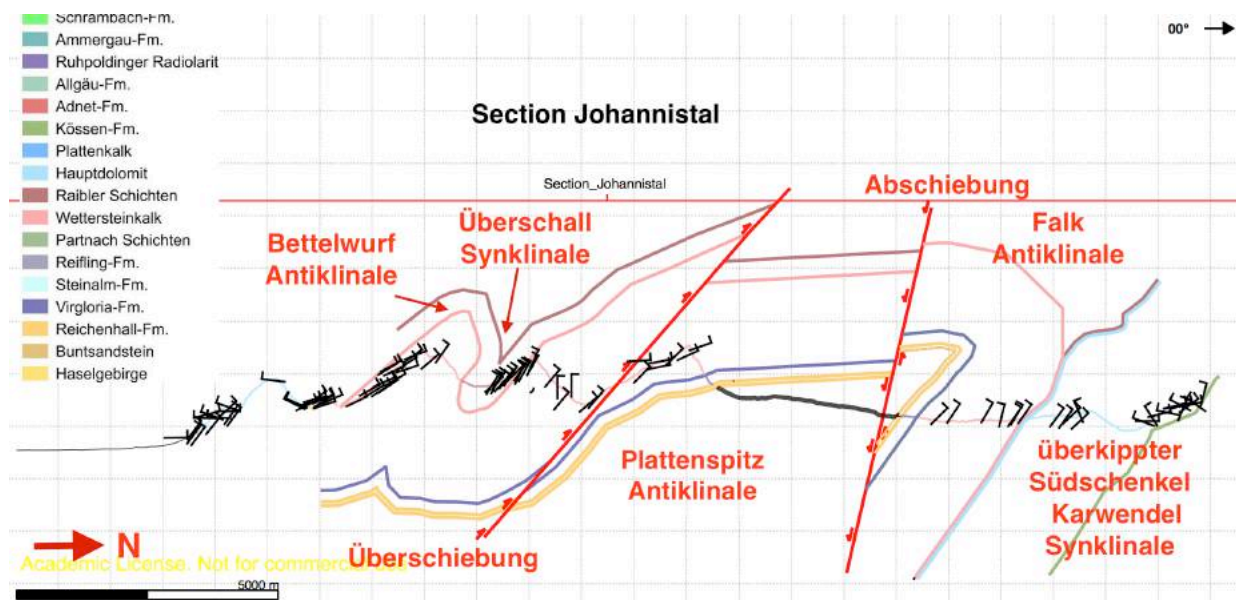 Schrambach-Fm.
Ammergau-Fm.
Ruhpoldinger Radiolarit
Allgäu-Fm.
Adnet-Fm.
Kössen-Fm.
Plattenkalk
Hauptdolomit
Raibler Schichten
Wettersteinkalk
Partnach Schichten
Reifling-Fm.
Steinalm-Fm.
Virgloria-Fm.
Reichenhall-Fm.
Buntsandstein
Haselgebirge
00°
Section Johannistal
Section_Johannistal
Abschiebung
Überschall
Synklinale
Falk
Antiklinale
Bettelwurf
Antiklinale
Plattenspitz
Antiklinale
überkippter
Südschenkel
Karwendel
Synklinale
N
Überschiebung
Academic License. Not for commercial use
5000 m